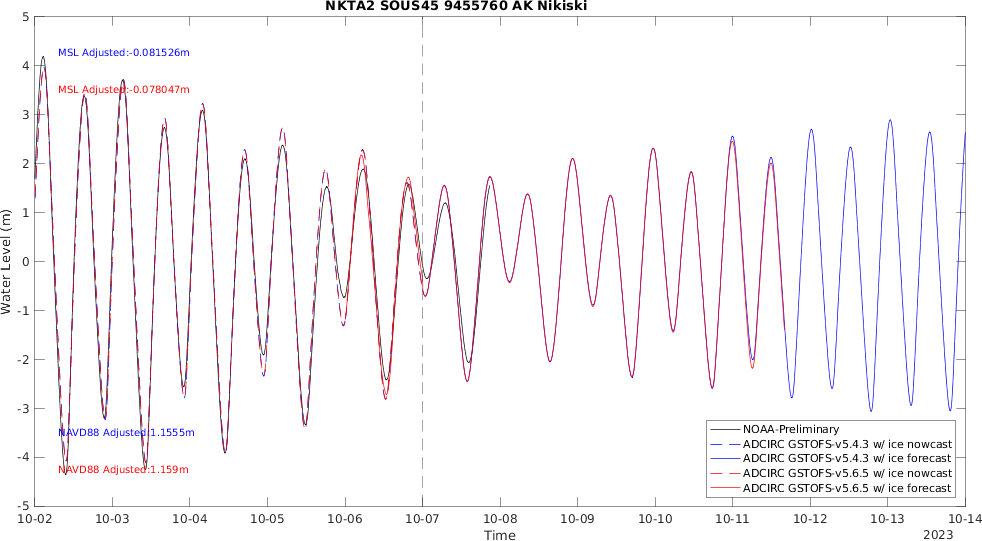 NKTA2 SOUS45 9455760 AK Nikiski
5
4
3
2
1
0
-1
-2
-3
-4
-5
Water Level (m)
MSL Adjusted:-0.081526m
MSL Adjusted:-0.078047m
NAVD88 Adjusted:1.1555m
NAVD88 Adjusted:1.159m
NOAA-Preliminary
ADCIRC GSTOFS-v5.4.3 w/ ice nowcast
ADCIRC GSTOFS-v5.4.3 w/ ice forecast
ADCIRC GSTOFS-v5.6.5 w/ ice nowcast
ADCIRC GSTOFS-v5.6.5 w/ ice forecast
10-02 10-03 10-04 10-05 10-06 10-07 10-08 10-09 10-10 10-11 10-12 10-13 10-14
Time
2023